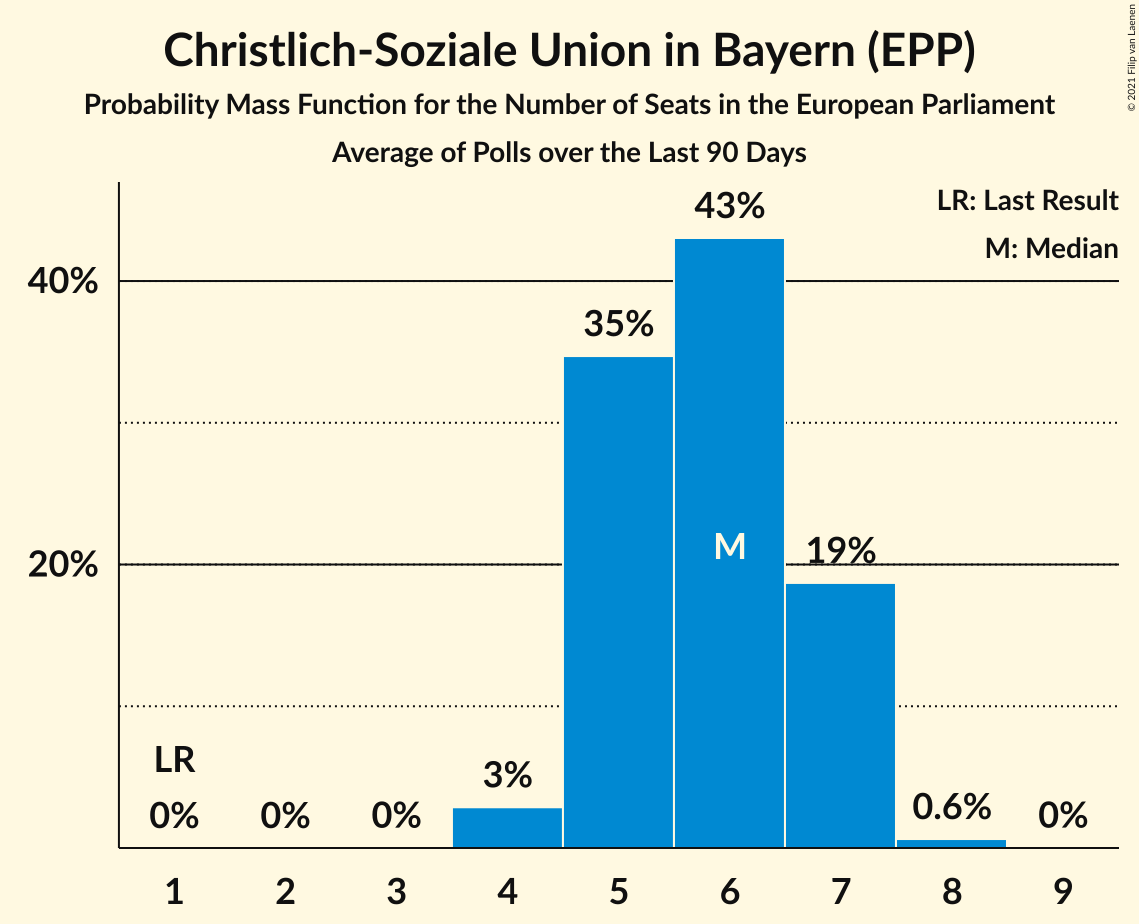 Christlich-Soziale Union in Bayern (EPP)
Probability Mass Function for the Number of Seats in the European Parliament
Average of Polls over the Last 90 Days
© 2021 Filip van Laenen
LR: Last Result
M: Median
43%
40%
35%
M
19%
20%
LR
3%
0% 0% 0% 0.6% 0%
1 2 3 4 5 6 7 8 9